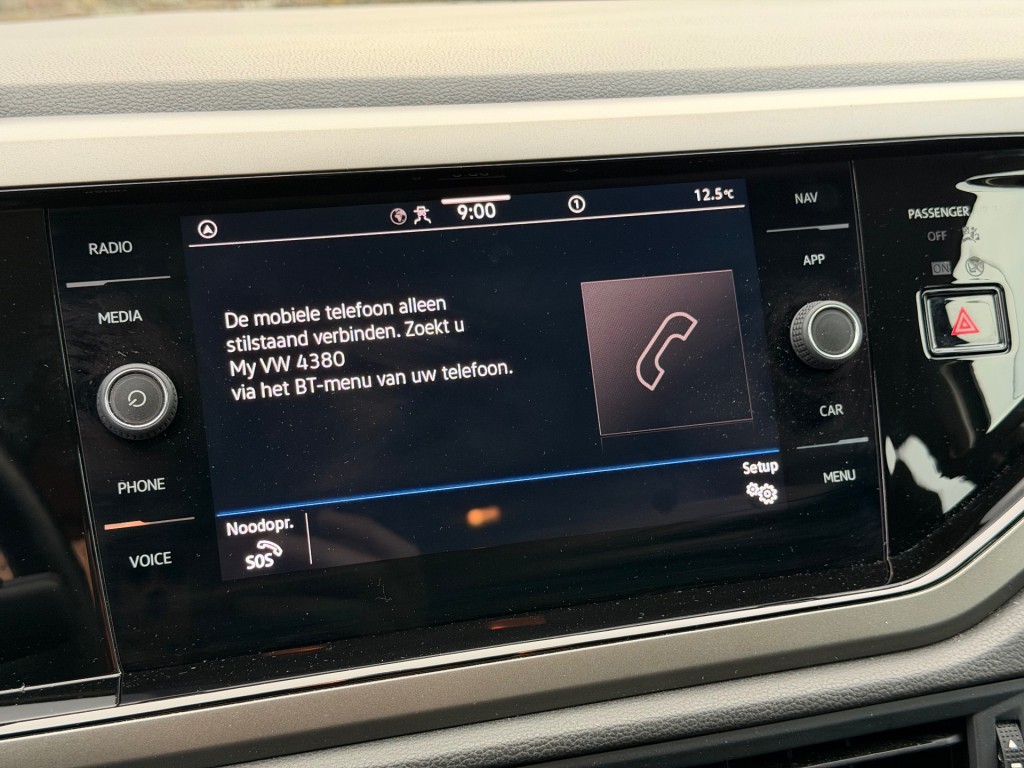 9:00
1
12.5°C
RADIO
MEDIA
PHONE
VOICE
De mobiele telefoon alleen
stilstaand verbinden. Zoekt u
My VW 4380
via het BT-menu van uw telefoon.
Noodopr.
SOS
Setup
NAV
APP
CAR
MENU
PASSENGER
OFF
ON